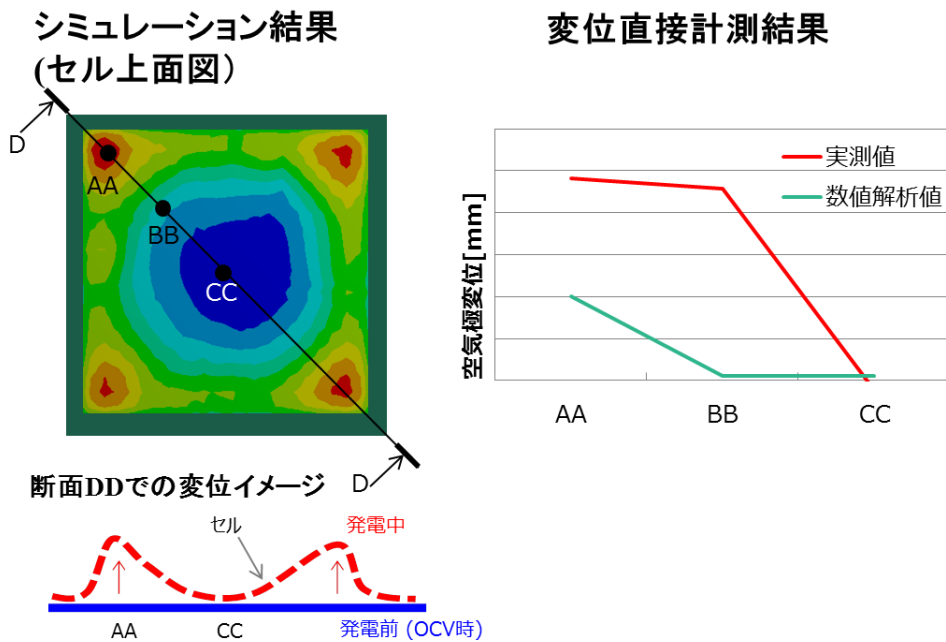 シミュレーション結果
(セル上面図）
D
AA
BB
CC
D
断面DDでの変位イメージ
セル
発電中
AA
CC
発電前 (OCV時)
変位直接計測結果
実測値
数値解析値
空気極変位[mm]
AA
BB
CC